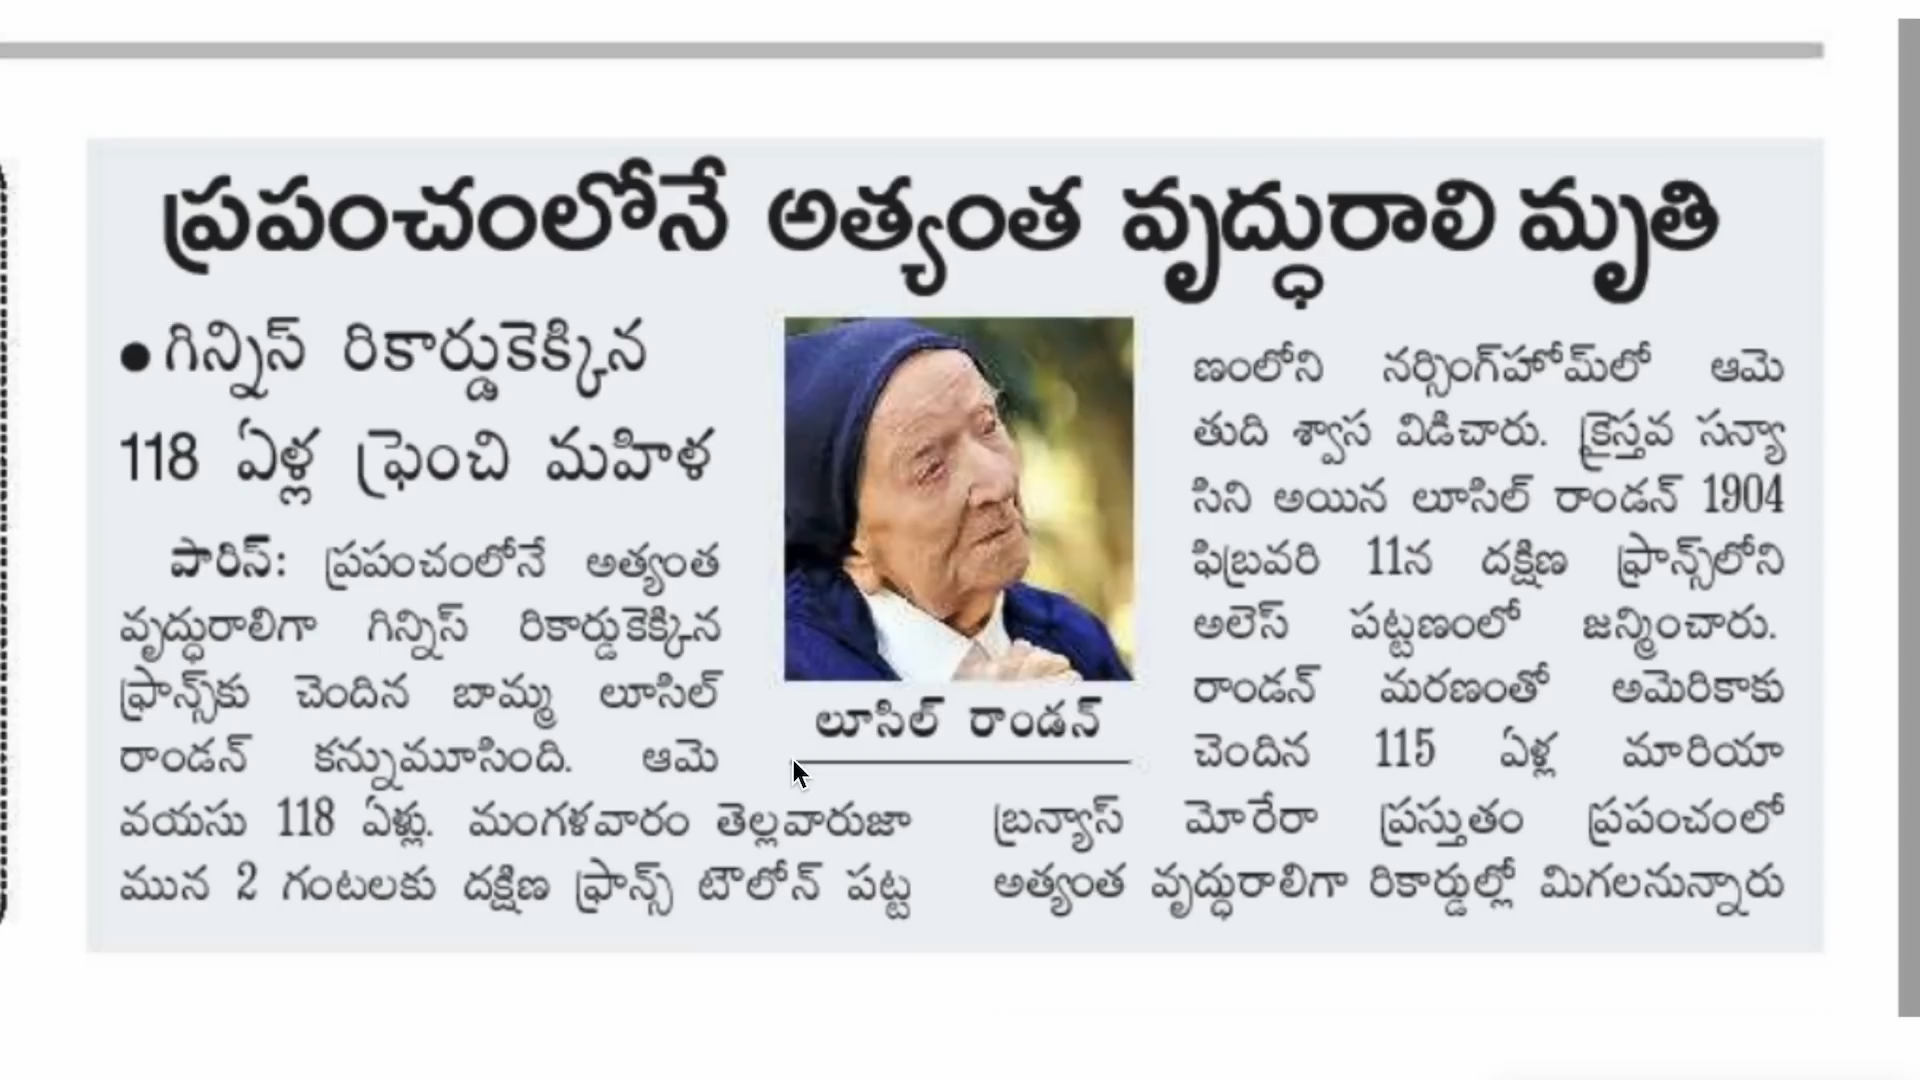 ప్రపంచంలోనే అత్యంత వృద్ధురాలి మృతి
• గిన్నిస్ రికార్డుకెక్కిన
118 ఏళ్ల ఫ్రెంచి మహిళ
పారిస్: ప్రపంచంలోనే అత్యంత
వృద్ధురాలిగా గిన్నిస్ రికార్డుకెక్కిన
ఫ్రాన్స్‌కు చెందిన బామ్మ లూసిల్
రాండన్ కన్నుమూసింది. ఆమె
వయసు 118 ఏళ్లు. మంగళవారం తెల్లవారుజా
మున 2 గంటలకు దక్షిణ ఫ్రాన్స్ టౌలోన్ పట్ట
లూసిల్ రాండన్
ణంలోని నర్సింగ్‌హోమ్‌లో ఆమె
తుది శ్వాస విడిచారు. క్రైస్తవ సన్యా
సిని అయిన లూసిల్ రాండన్ 1904
ఫిబ్రవరి 11న దక్షిణ ఫ్రాన్స్‌లోని
అలెస్ పట్టణంలో జన్మించారు.
రాండన్ మరణంతో అమెరికాకు
చెందిన 115 ఏళ్ల మారియా
బ్రన్యాస్ మోరేరా ప్రస్తుతం ప్రపంచంలో
అత్యంత వృద్ధురాలిగా రికార్డుల్లో మిగలనున్నారు